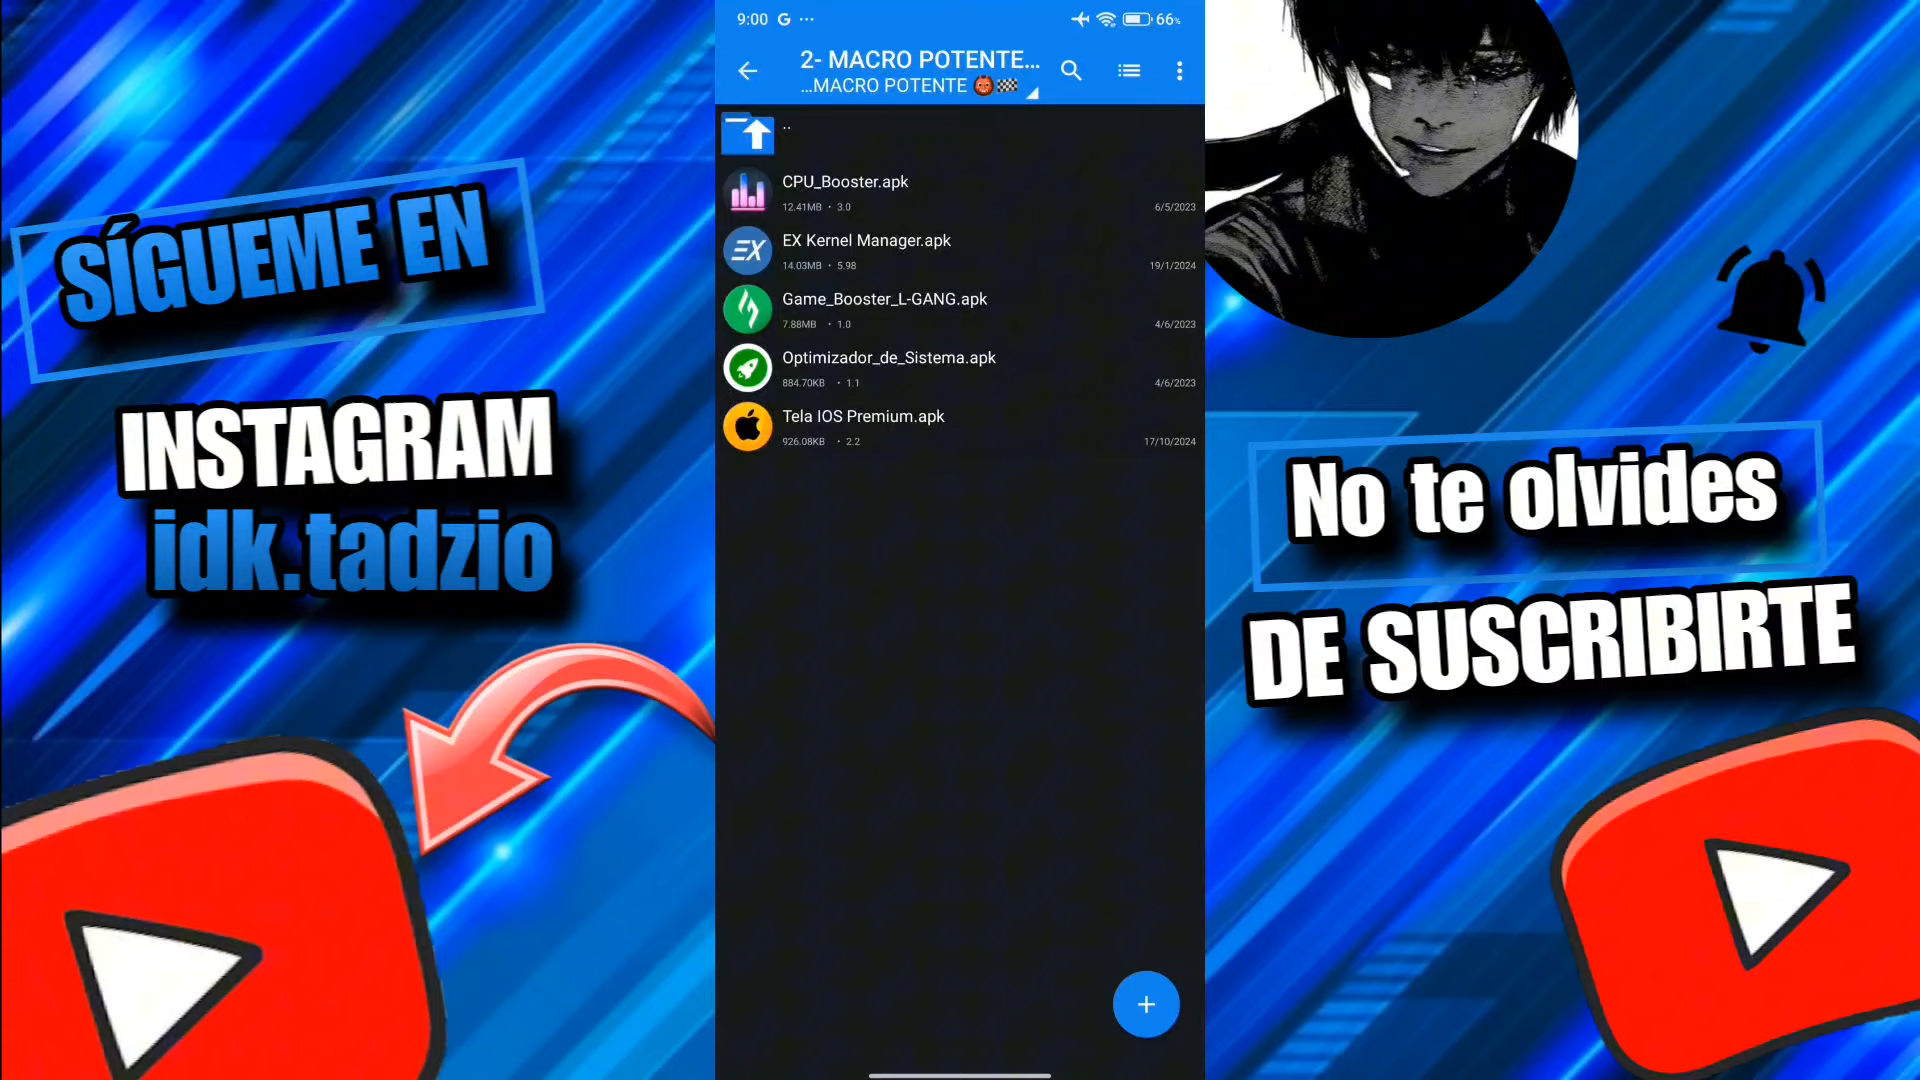 SÍGUEME EN
INSTAGRAM
idk.tadzio
9:00 G ...
66%
2- MACRO POTENTE...
...MACRO POTENTE 👹🏁
..
CPU_Booster.apk
12.41MB · 3.0
6/5/2023
EX
EX Kernel Manager.apk
14.03MB · 5.98
19/1/2024
Game_Booster_L-GANG.apk
7.88MB · 1.0
4/6/2023
Optimizador_de_Sistema.apk
884.70KB · 1.1
4/6/2023
Tela IOS Premium.apk
926.08KB · 2.2
17/10/2024
No te olvides
DE SUSCRIBIRTE